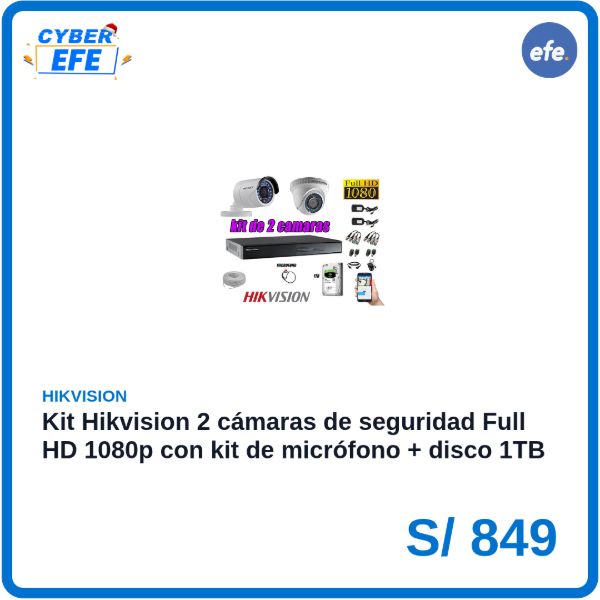 CYBER
EFE
efe.
Full HD
1080
kit de 2 camaras
HIKVISION
HIKVISION
Kit Hikvision 2 cámaras de seguridad Full
HD 1080p con kit de micrófono + disco 1TB
S/ 849